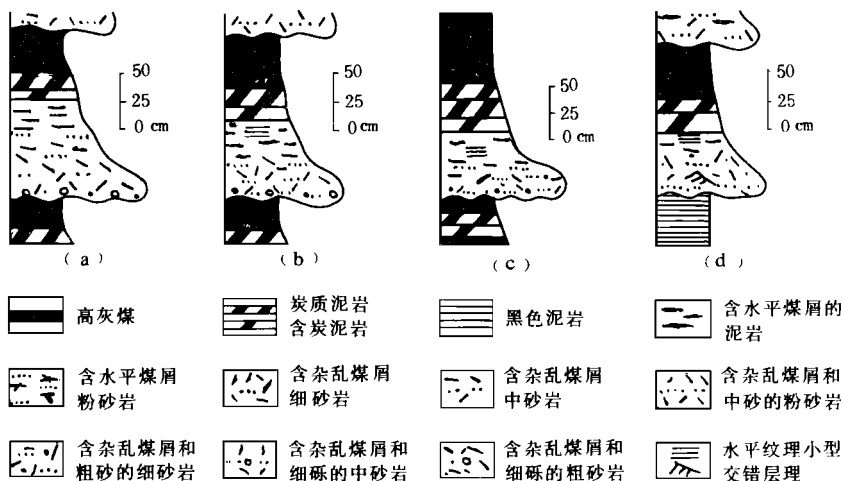 50
25
0 cm
(a)
50
25
0 cm
(b)
50
25
0 cm
(c)
50
25
0 cm
(d)
高灰煤
炭质泥岩
含炭泥岩
黑色泥岩
含水平煤屑的
泥岩
含水平煤屑
粉砂岩
含杂乱煤屑
细砂岩
含杂乱煤屑
中砂岩
含杂乱煤屑和
中砂的粉砂岩
含杂乱煤屑和
粗砂的细砂岩
含杂乱煤屑和
细砾的中砂岩
含杂乱煤屑和
细砾的粗砂岩
水平纹理小型
交错层理